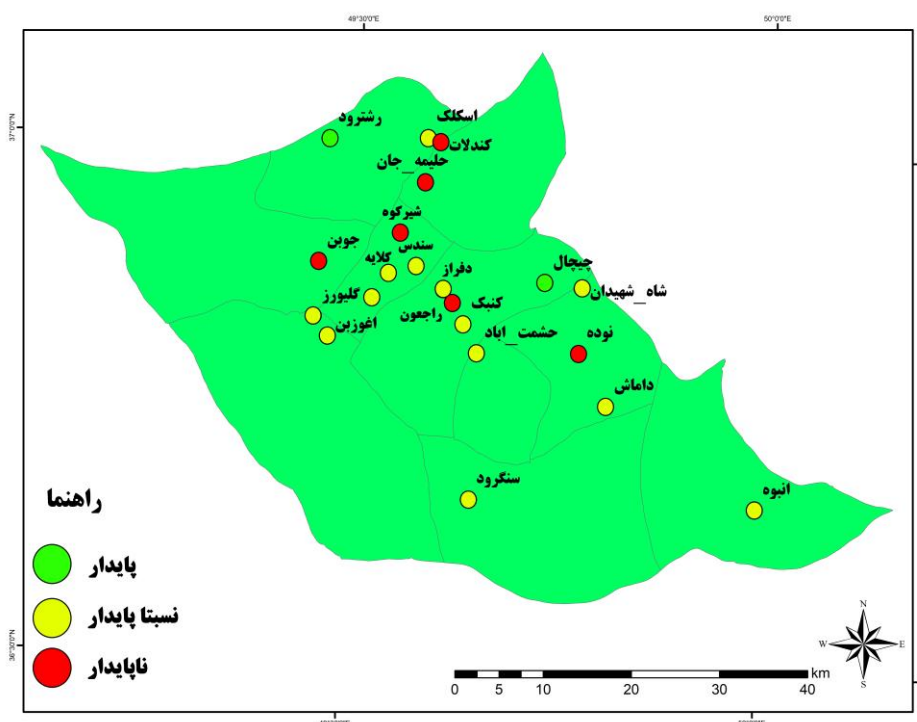 49°30'0"E
50°0'0"E
37°0'0"N
رشترود
اسکلک
کندلات
حلیمه_جان
شیرکوه
جوبن
سندس
کلایه
دفراز
چیچال
شاه_شهیدان
گلیورز
راجعون
کنبک
اغوزبن
حشمت_اباد
نوده
داماش
سنگرود
انبوه
راهنما
پایدار
نسبتا پایدار
ناپایدار
36°30'0"N
N
W
E
S
km
0 5 10 20 30 40